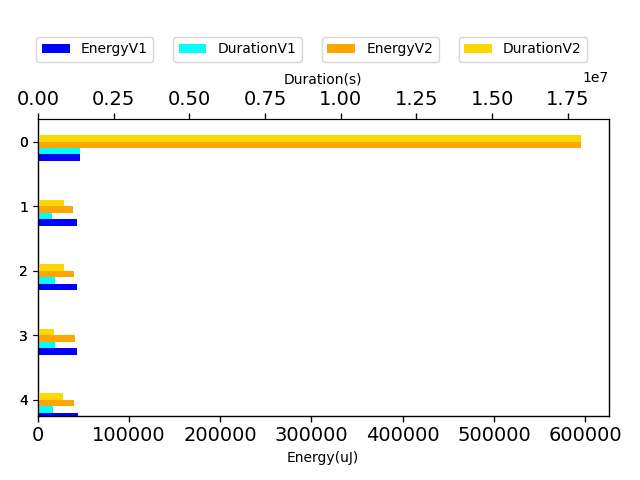 EnergyV1 DurationV1 EnergyV2 DurationV2
Duration(s)
1e7
0.00 0.25 0.50 0.75 1.00 1.25 1.50 1.75
0
1
2
3
4
0 100000 200000 300000 400000 500000 600000
Energy(uJ)